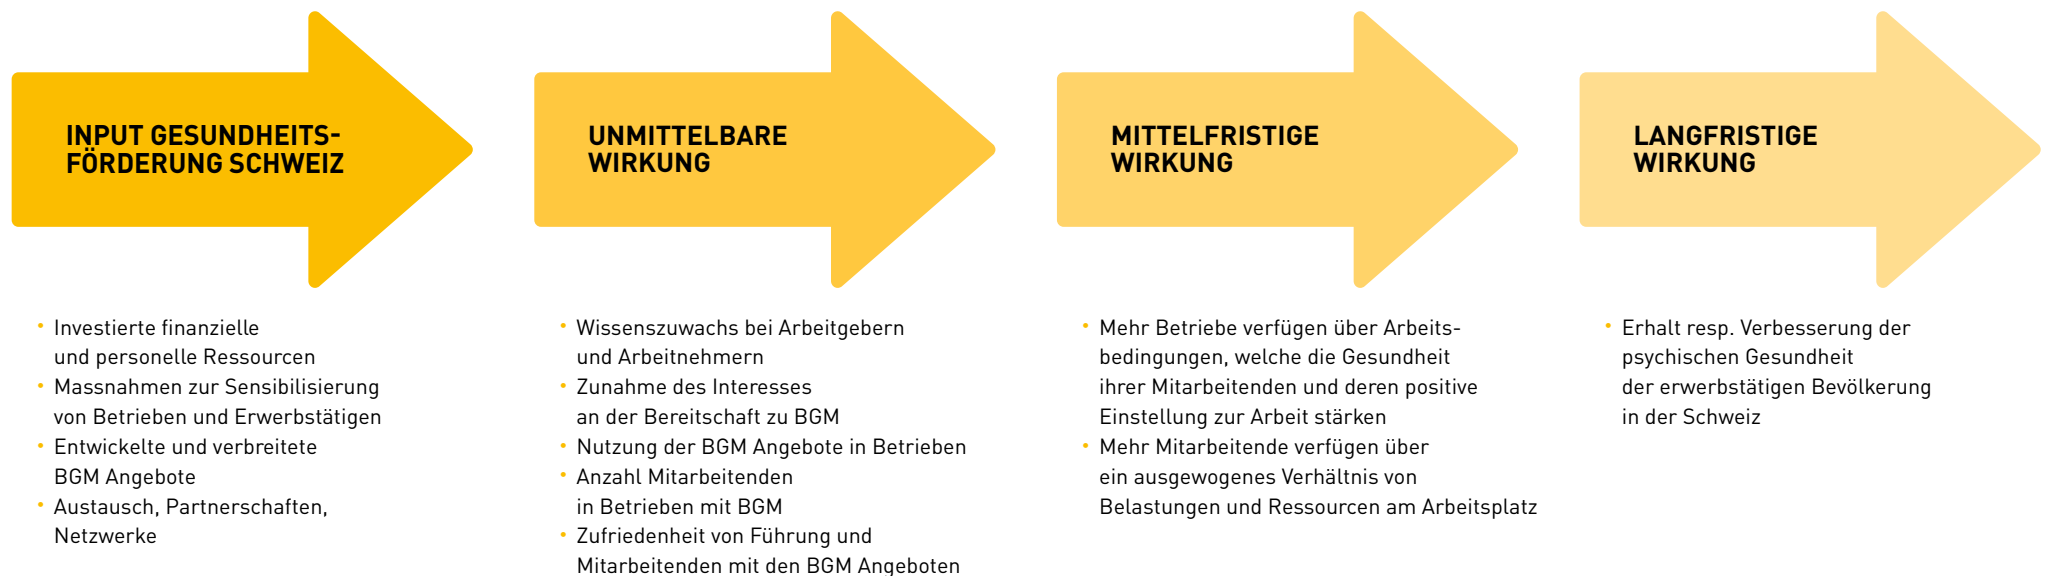 INPUT GESUNDHEITS-
FÖRDERUNG SCHWEIZ
• Investierte finanzielle
und personelle Ressourcen
• Massnahmen zur Sensibilisierung
von Betrieben und Erwerbstätigen
• Entwickelte und verbreitete
BGM Angebote
• Austausch, Partnerschaften,
Netzwerke
UNMITTELBARE
WIRKUNG
• Wissenszuwachs bei Arbeitgebern
und Arbeitnehmern
• Zunahme des Interesses
an der Bereitschaft zu BGM
• Nutzung der BGM Angebote in Betrieben
• Anzahl Mitarbeitenden
in Betrieben mit BGM
• Zufriedenheit von Führung und
Mitarbeitenden mit den BGM Angeboten
MITTELFRISTIGE
WIRKUNG
• Mehr Betriebe verfügen über Arbeits-
bedingungen, welche die Gesundheit
ihrer Mitarbeitenden und deren positive
Einstellung zur Arbeit stärken
• Mehr Mitarbeitende verfügen über
ein ausgewogenes Verhältnis von
Belastungen und Ressourcen am Arbeitsplatz
LANGFRISTIGE
WIRKUNG
• Erhalt resp. Verbesserung der
psychischen Gesundheit
der erwerbstätigen Bevölkerung
in der Schweiz